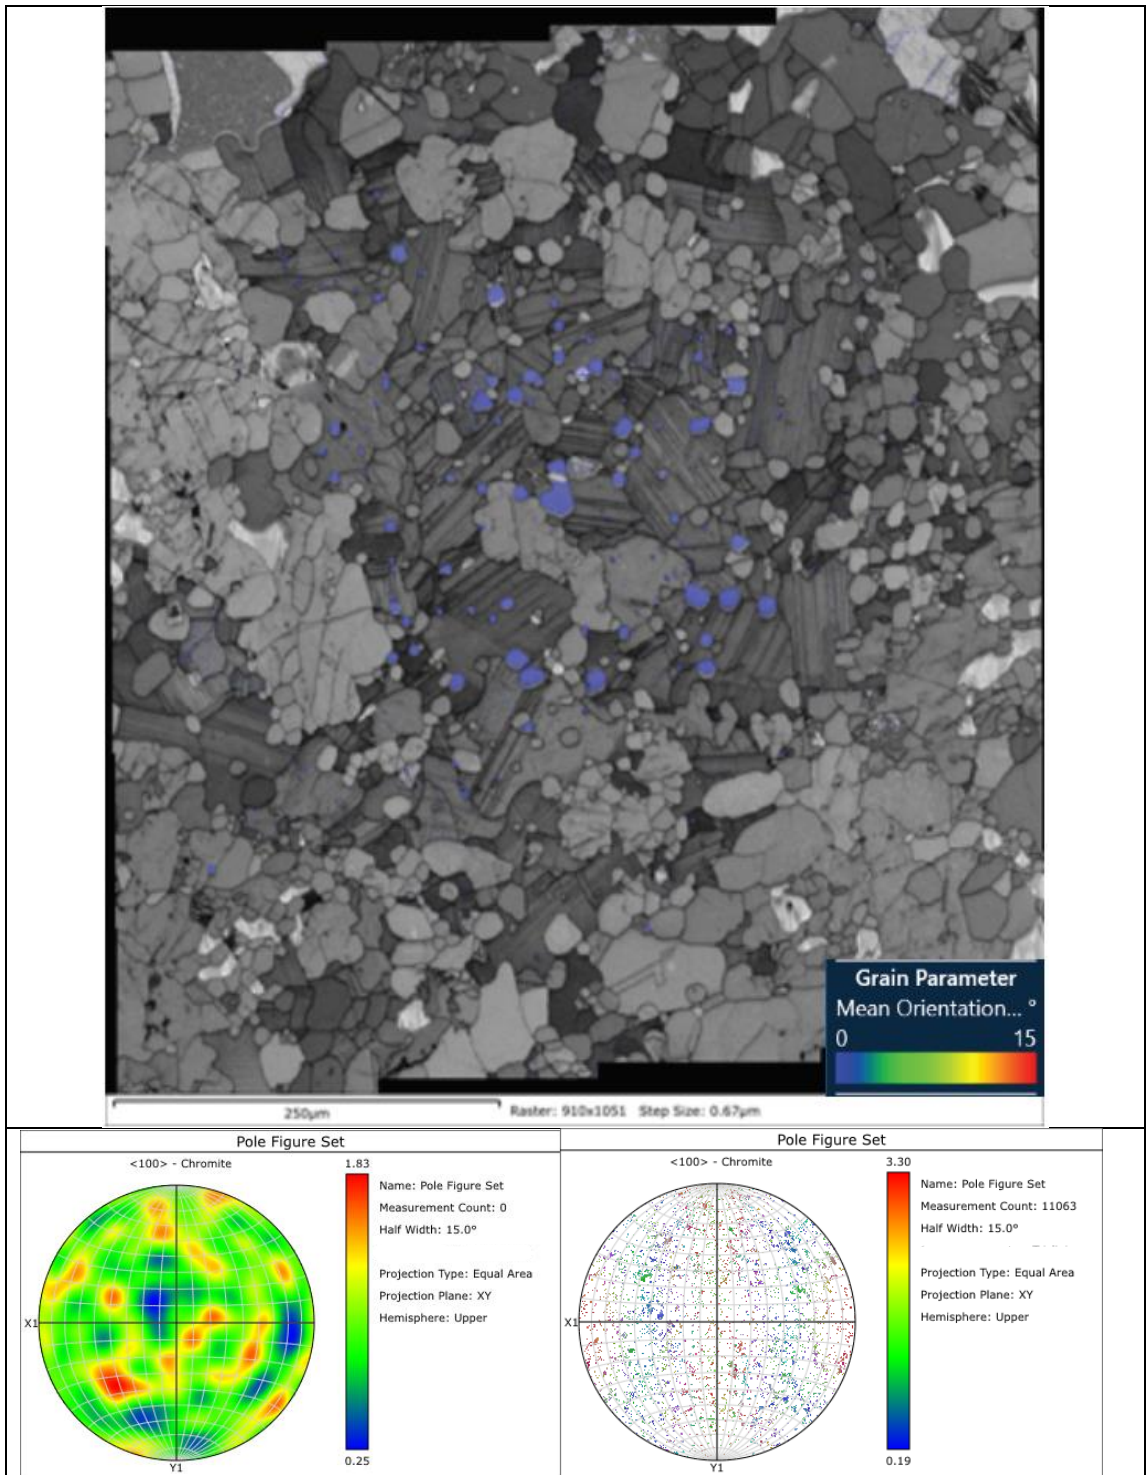 Grain Parameter
Mean Orientation... °
0 15
250µm Raster: 910x1051 Step Size: 0.67µm
Pole Figure Set
<100> - Chromite
1.83
Name: Pole Figure Set
Measurement Count: 0
Half Width: 15.0°
Projection Type: Equal Area
Projection Plane: XY
Hemisphere: Upper
X1
Y1
0.25
Pole Figure Set
<100> - Chromite
3.30
Name: Pole Figure Set
Measurement Count: 11063
Half Width: 15.0°
Projection Type: Equal Area
Projection Plane: XY
Hemisphere: Upper
X1
Y1
0.19